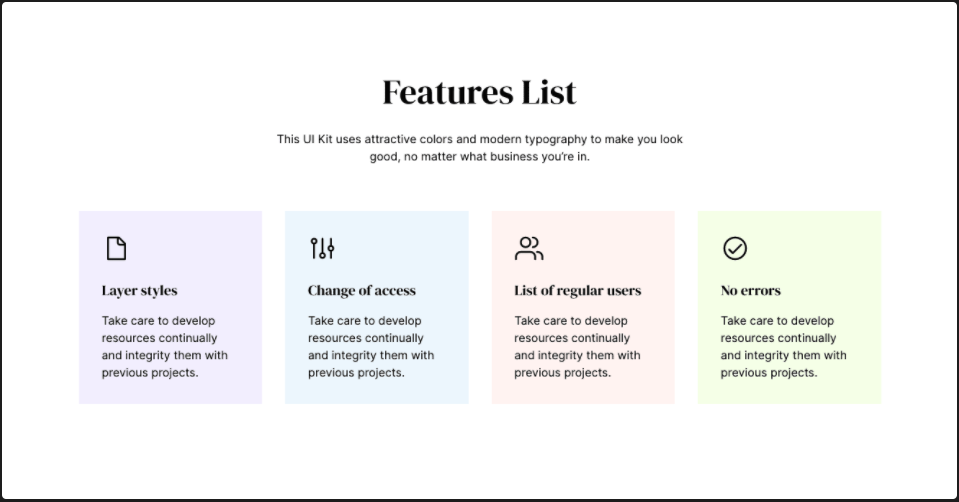 Features List
This UI Kit uses attractive colors and modern typography to make you look
good, no matter what business you're in.
Layer styles
Take care to develop
resources continually
and integrity them with
previous projects.
Change of access
Take care to develop
resources continually
and integrity them with
previous projects.
List of regular users
Take care to develop
resources continually
and integrity them with
previous projects.
No errors
Take care to develop
resources continually
and integrity them with
previous projects.